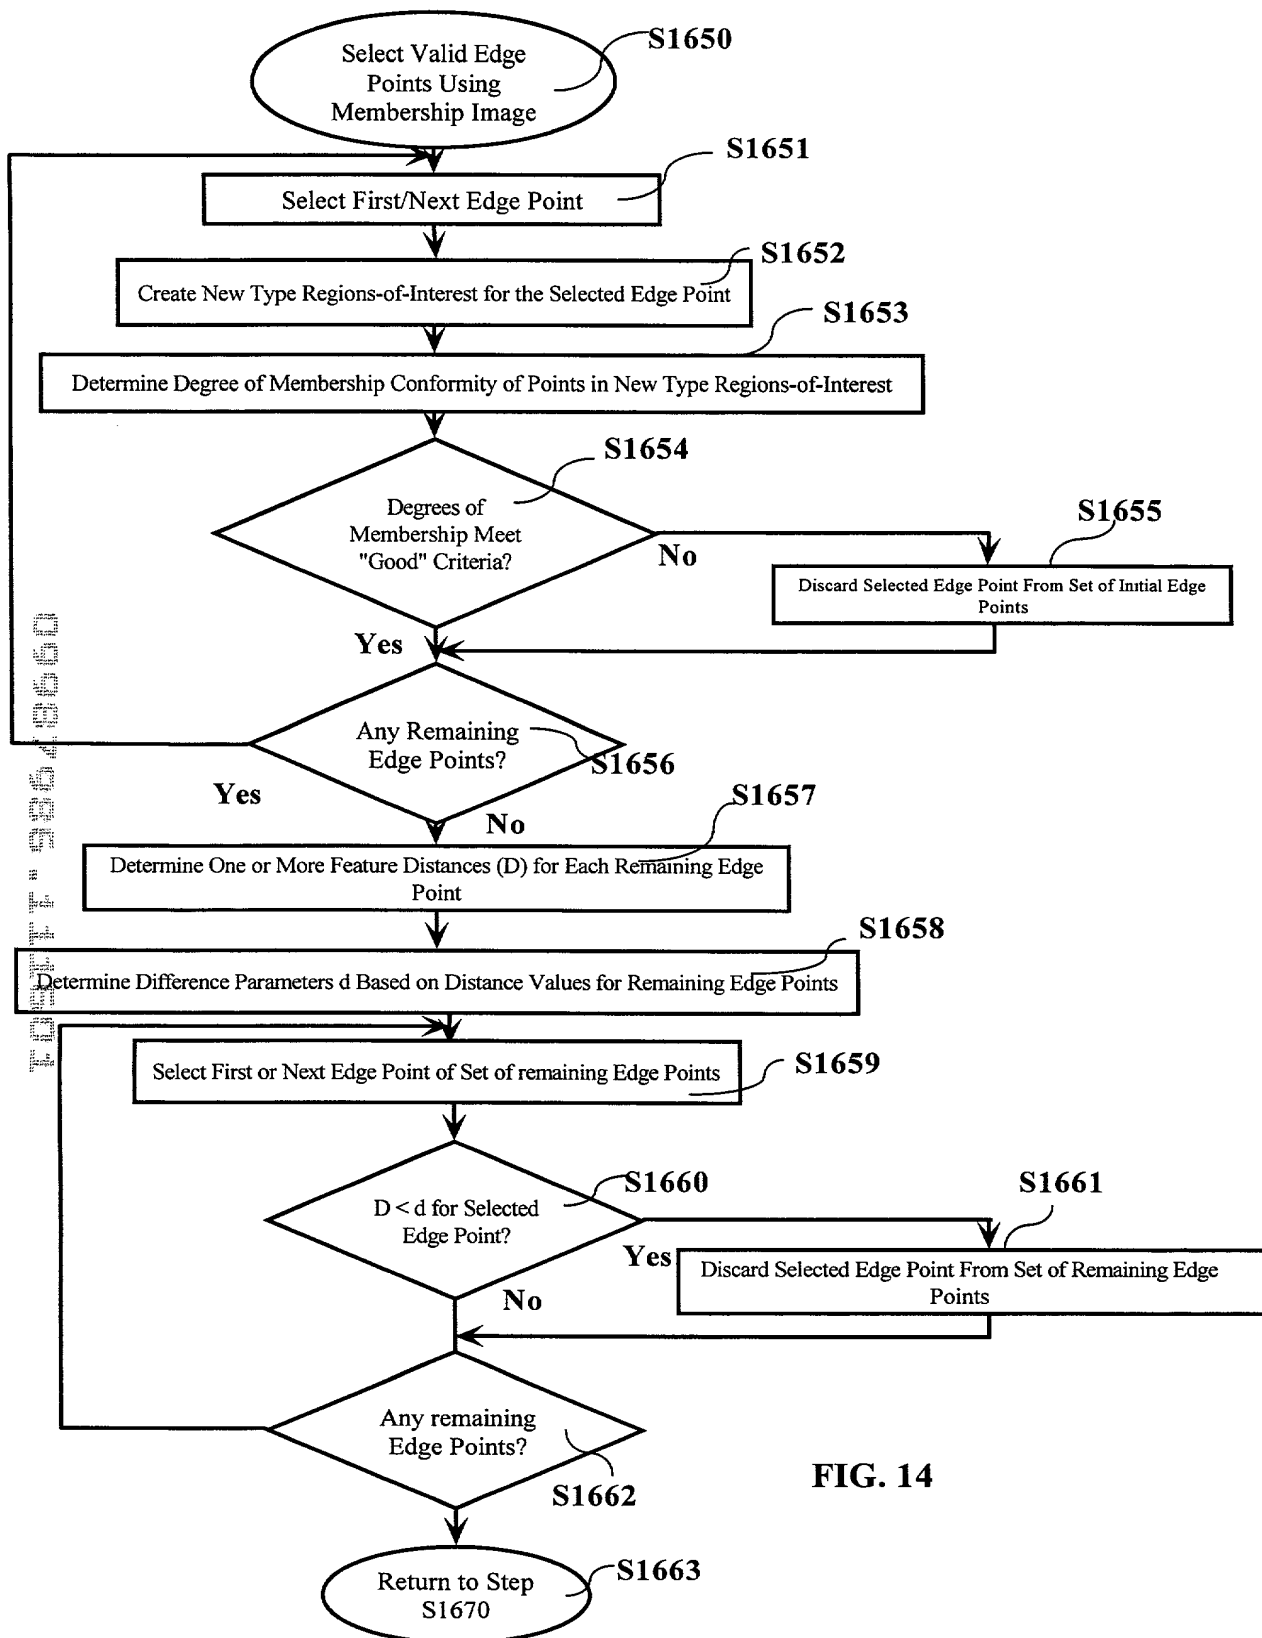 Select Valid Edge
Points Using
Membership Image
S1650
S1651
Select First/Next Edge Point
S1652
Create New Type Regions-of-Interest for the Selected Edge Point
S1653
Determine Degree of Membership Conformity of Points in New Type Regions-of-Interest
S1654
Degrees of
Membership Meet
"Good" Criteria?
No
S1655
Discard Selected Edge Point From Set of Initial Edge
Points
Yes
Any Remaining
Edge Points?
S1656
Yes
No
S1657
Determine One or More Feature Distances (D) for Each Remaining Edge
Point
S1658
Determine Difference Parameters d Based on Distance Values for Remaining Edge Points
S1659
Select First or Next Edge Point of Set of remaining Edge Points
S1660
D < d for Selected
Edge Point?
Yes
S1661
Discard Selected Edge Point From Set of Remaining Edge
Points
No
Any remaining
Edge Points?
S1662
FIG. 14
Return to Step
S1670
S1663